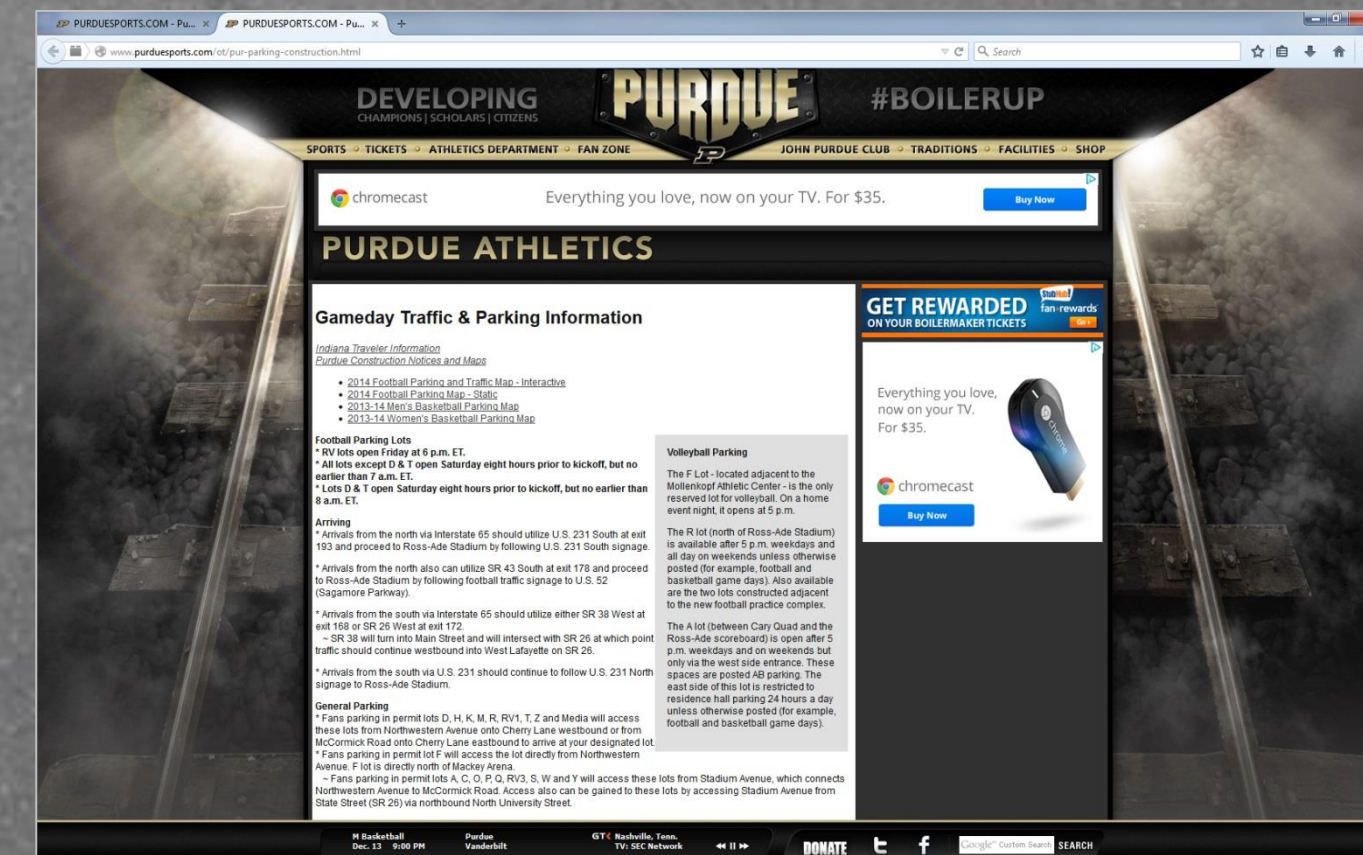 PURDUESPORTS.COM - Pu... × PURDUESPORTS.COM - Pu... × +
www.purduesports.com/ot/pur-parking-construction.html
Search
DEVELOPING
CHAMPIONS | SCHOLARS | CITIZENS
PURDUE
P
#BOILERUP
SPORTS TICKETS ATHLETICS DEPARTMENT FAN ZONE
JOHN PURDUE CLUB TRADITIONS FACILITIES SHOP
chromecast Everything you love, now on your TV. For $35. Buy Now
PURDUE ATHLETICS
Gameday Traffic & Parking Information
Indiana Traveler Information
Purdue Construction Notices and Maps
• 2014 Football Parking and Traffic Map - Interactive
• 2014 Football Parking Map - Static
• 2013-14 Men's Basketball Parking Map
• 2013-14 Women's Basketball Parking Map
Football Parking Lots
* RV lots open Friday at 6 p.m. ET.
* All lots except D & T open Saturday eight hours prior to kickoff, but no
earlier than 7 a.m. ET.
* Lots D & T open Saturday eight hours prior to kickoff, but no earlier than
8 a.m. ET.
Arriving
* Arrivals from the north via Interstate 65 should utilize U.S. 231 South at exit
193 and proceed to Ross-Ade Stadium by following U.S. 231 South signage.
* Arrivals from the north also can utilize SR 43 South at exit 178 and proceed
to Ross-Ade Stadium by following football traffic signage to U.S. 52
(Sagamore Parkway).
* Arrivals from the south via Interstate 65 should utilize either SR 38 West at
exit 168 or SR 26 West at exit 172.
~ SR 38 will turn into Main Street and will intersect with SR 26 at which point
traffic should continue westbound into West Lafayette on SR 26.
* Arrivals from the south via U.S. 231 should continue to follow U.S. 231 North
signage to Ross-Ade Stadium.
General Parking
* Fans parking in permit lots D, H, K, M, R, RV1, T, Z and Media will access
these lots from Northwestern Avenue onto Cherry Lane westbound or from
McCormick Road onto Cherry Lane eastbound to arrive at your designated lot.
* Fans parking in permit lot F will access the lot directly from Northwestern
Avenue. F lot is directly north of Mackey Arena.
~ Fans parking in permit lots A, C, O, P, Q, RV3, S, W and Y will access these lots from Stadium Avenue, which connects
Northwestern Avenue to McCormick Road. Access also can be gained to these lots by accessing Stadium Avenue from
State Street (SR 26) via northbound North University Street.
Volleyball Parking
The F Lot - located adjacent to the
Mollenkopf Athletic Center - is the only
reserved lot for volleyball. On a home
event night, it opens at 5 p.m.
The R lot (north of Ross-Ade Stadium)
is available after 5 p.m. weekdays and
all day on weekends unless otherwise
posted (for example, football and
basketball game days). Also available
are the two lots constructed adjacent
to the new football practice complex.
The A lot (between Cary Quad and the
Ross-Ade scoreboard) is open after 5
p.m. weekdays and on weekends but
only via the west side entrance. These
spaces are posted AB parking. The
east side of this lot is restricted to
residence hall parking 24 hours a day
unless otherwise posted (for example,
football and basketball game days).
GET REWARDED
ON YOUR BOILERMAKER TICKETS
StubHub!
fan-rewards
Go
Everything you love,
now on your TV.
For $35.
chrome
chromecast
Buy Now
M Basketball Purdue GTC Nashville, Tenn.
Dec. 13 9:00 PM Vanderbilt TV: SEC Network
DONATE
Google™ Custom Search SEARCH